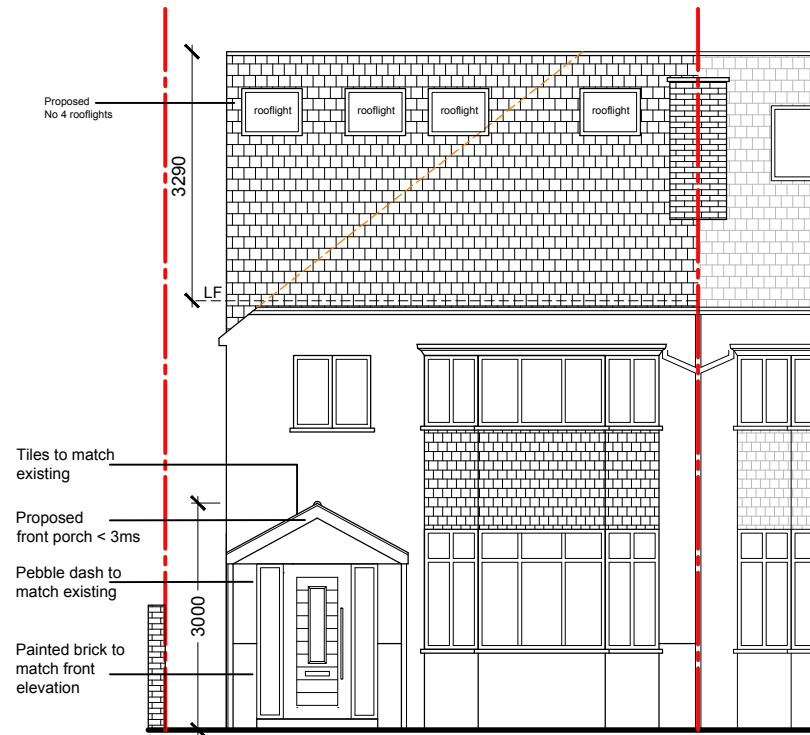 Proposed
No 4 rooflights
rooflight
rooflight
rooflight
rooflight
3290
LF
Tiles to match
existing
Proposed
front porch < 3ms
Pebble dash to
match existing
3000
Painted brick to
match front
elevation